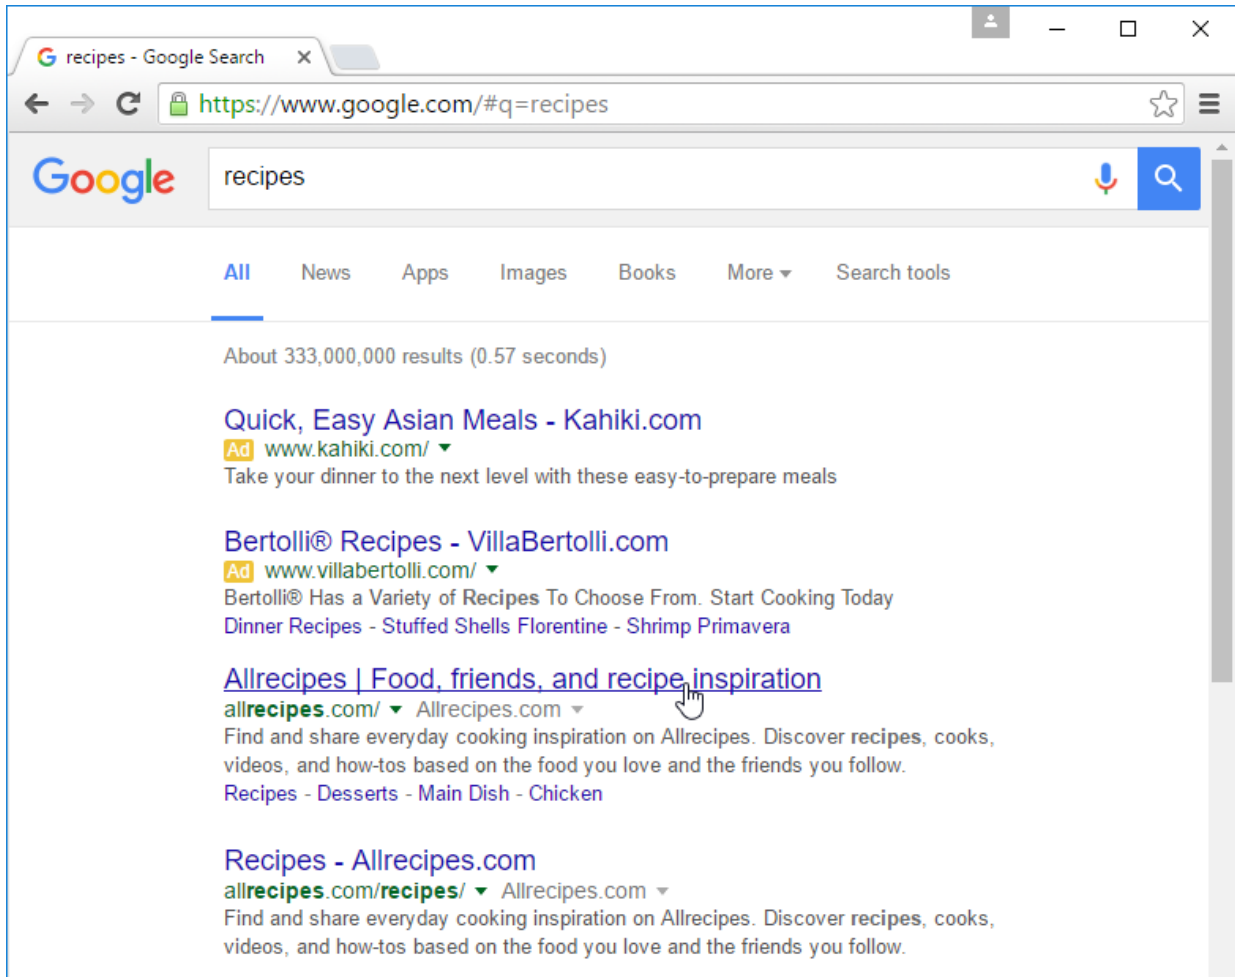 recipes - Google Search
https://www.google.com/#q=recipes
Google
recipes
All News Apps Images Books More Search tools
About 333,000,000 results (0.57 seconds)
Quick, Easy Asian Meals - Kahiki.com
Ad www.kahiki.com/
Take your dinner to the next level with these easy-to-prepare meals
Bertolli® Recipes - VillaBertolli.com
Ad www.villabertolli.com/
Bertolli® Has a Variety of Recipes To Choose From. Start Cooking Today
Dinner Recipes - Stuffed Shells Florentine - Shrimp Primavera
Allrecipes | Food, friends, and recipe inspiration
allrecipes.com/ Allrecipes.com
Find and share everyday cooking inspiration on Allrecipes. Discover recipes, cooks,
videos, and how-tos based on the food you love and the friends you follow.
Recipes - Desserts - Main Dish - Chicken
Recipes - Allrecipes.com
allrecipes.com/recipes/ Allrecipes.com
Find and share everyday cooking inspiration on Allrecipes. Discover recipes, cooks,
videos, and how-tos based on the food you love and the friends you follow.